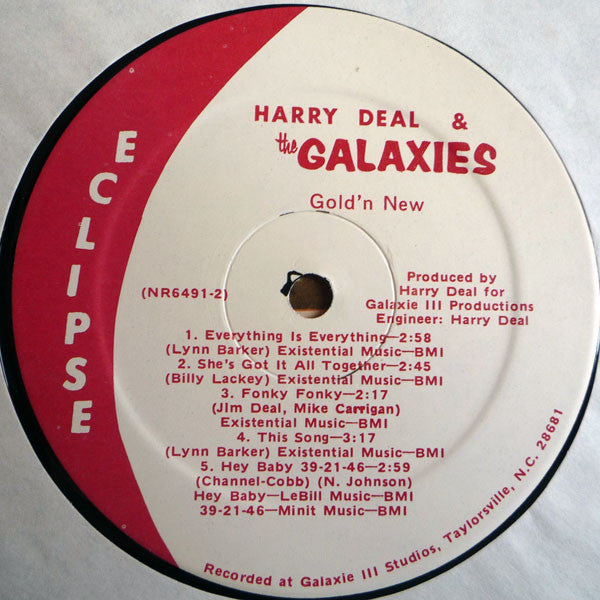 ECLIPSE
HARRY DEAL &
the GALAXIES
Gold'n New
(NR6491-2)
Produced by
Harry Deal for
Galaxie III Productions
Engineer: Harry Deal
1. Everything Is Everything—2:58
(Lynn Barker) Existential Music—BMI
2. She's Got It All Together—2:45
(Billy Lackey) Existential Music—BMI
3. Fonky Fonky—2:17
(Jim Deal, Mike Carrigan)
Existential Music—BMI
4. This Song—3:17
(Lynn Barker) Existential Music—BMI
5. Hey Baby 39-21-46—2:59
(Channel-Cobb) (N. Johnson)
Hey Baby—LeBill Music—BMI
39-21-46—Minit Music—BMI
Recorded at Galaxie III Studios, Taylorsville, N.C. 28681